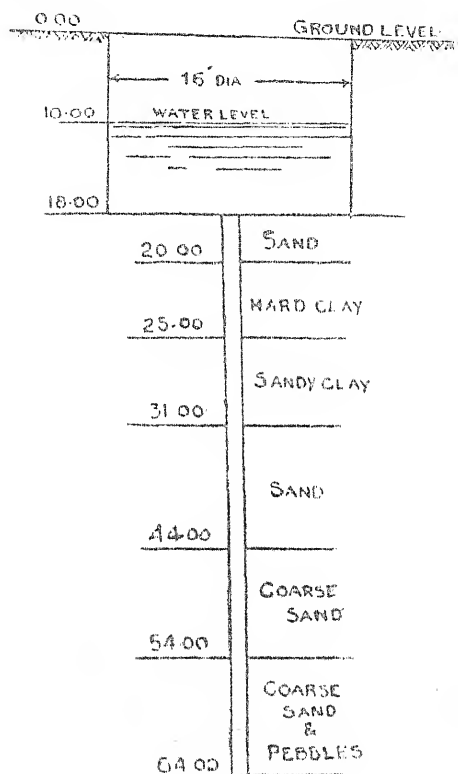 0.00 GROUND LEVEL
16' DIA
10.00 WATER LEVEL
18.00
SAND
20.00
HARD CLAY
25.00
SANDY CLAY
31.00
SAND
44.00
COARSE
SAND
54.00
COARSE
SAND
&
PEBBLES
64.00